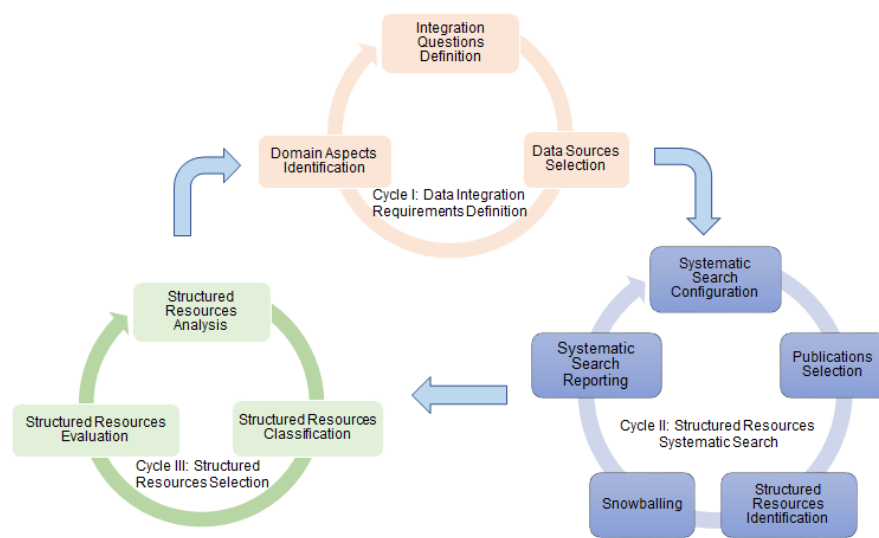 Integration
Questions
Definition
Domain Aspects
Identification
Data Sources
Selection
Cycle I: Data Integration
Requirements Definition
Systematic
Search
Configuration
Publications
Selection
Structured
Resources
Identification
Snowballing
Systematic
Search
Reporting
Cycle II: Structured Resources
Systematic Search
Structured
Resources
Analysis
Structured Resources
Classification
Structured Resources
Evaluation
Cycle III: Structured
Resources Selection